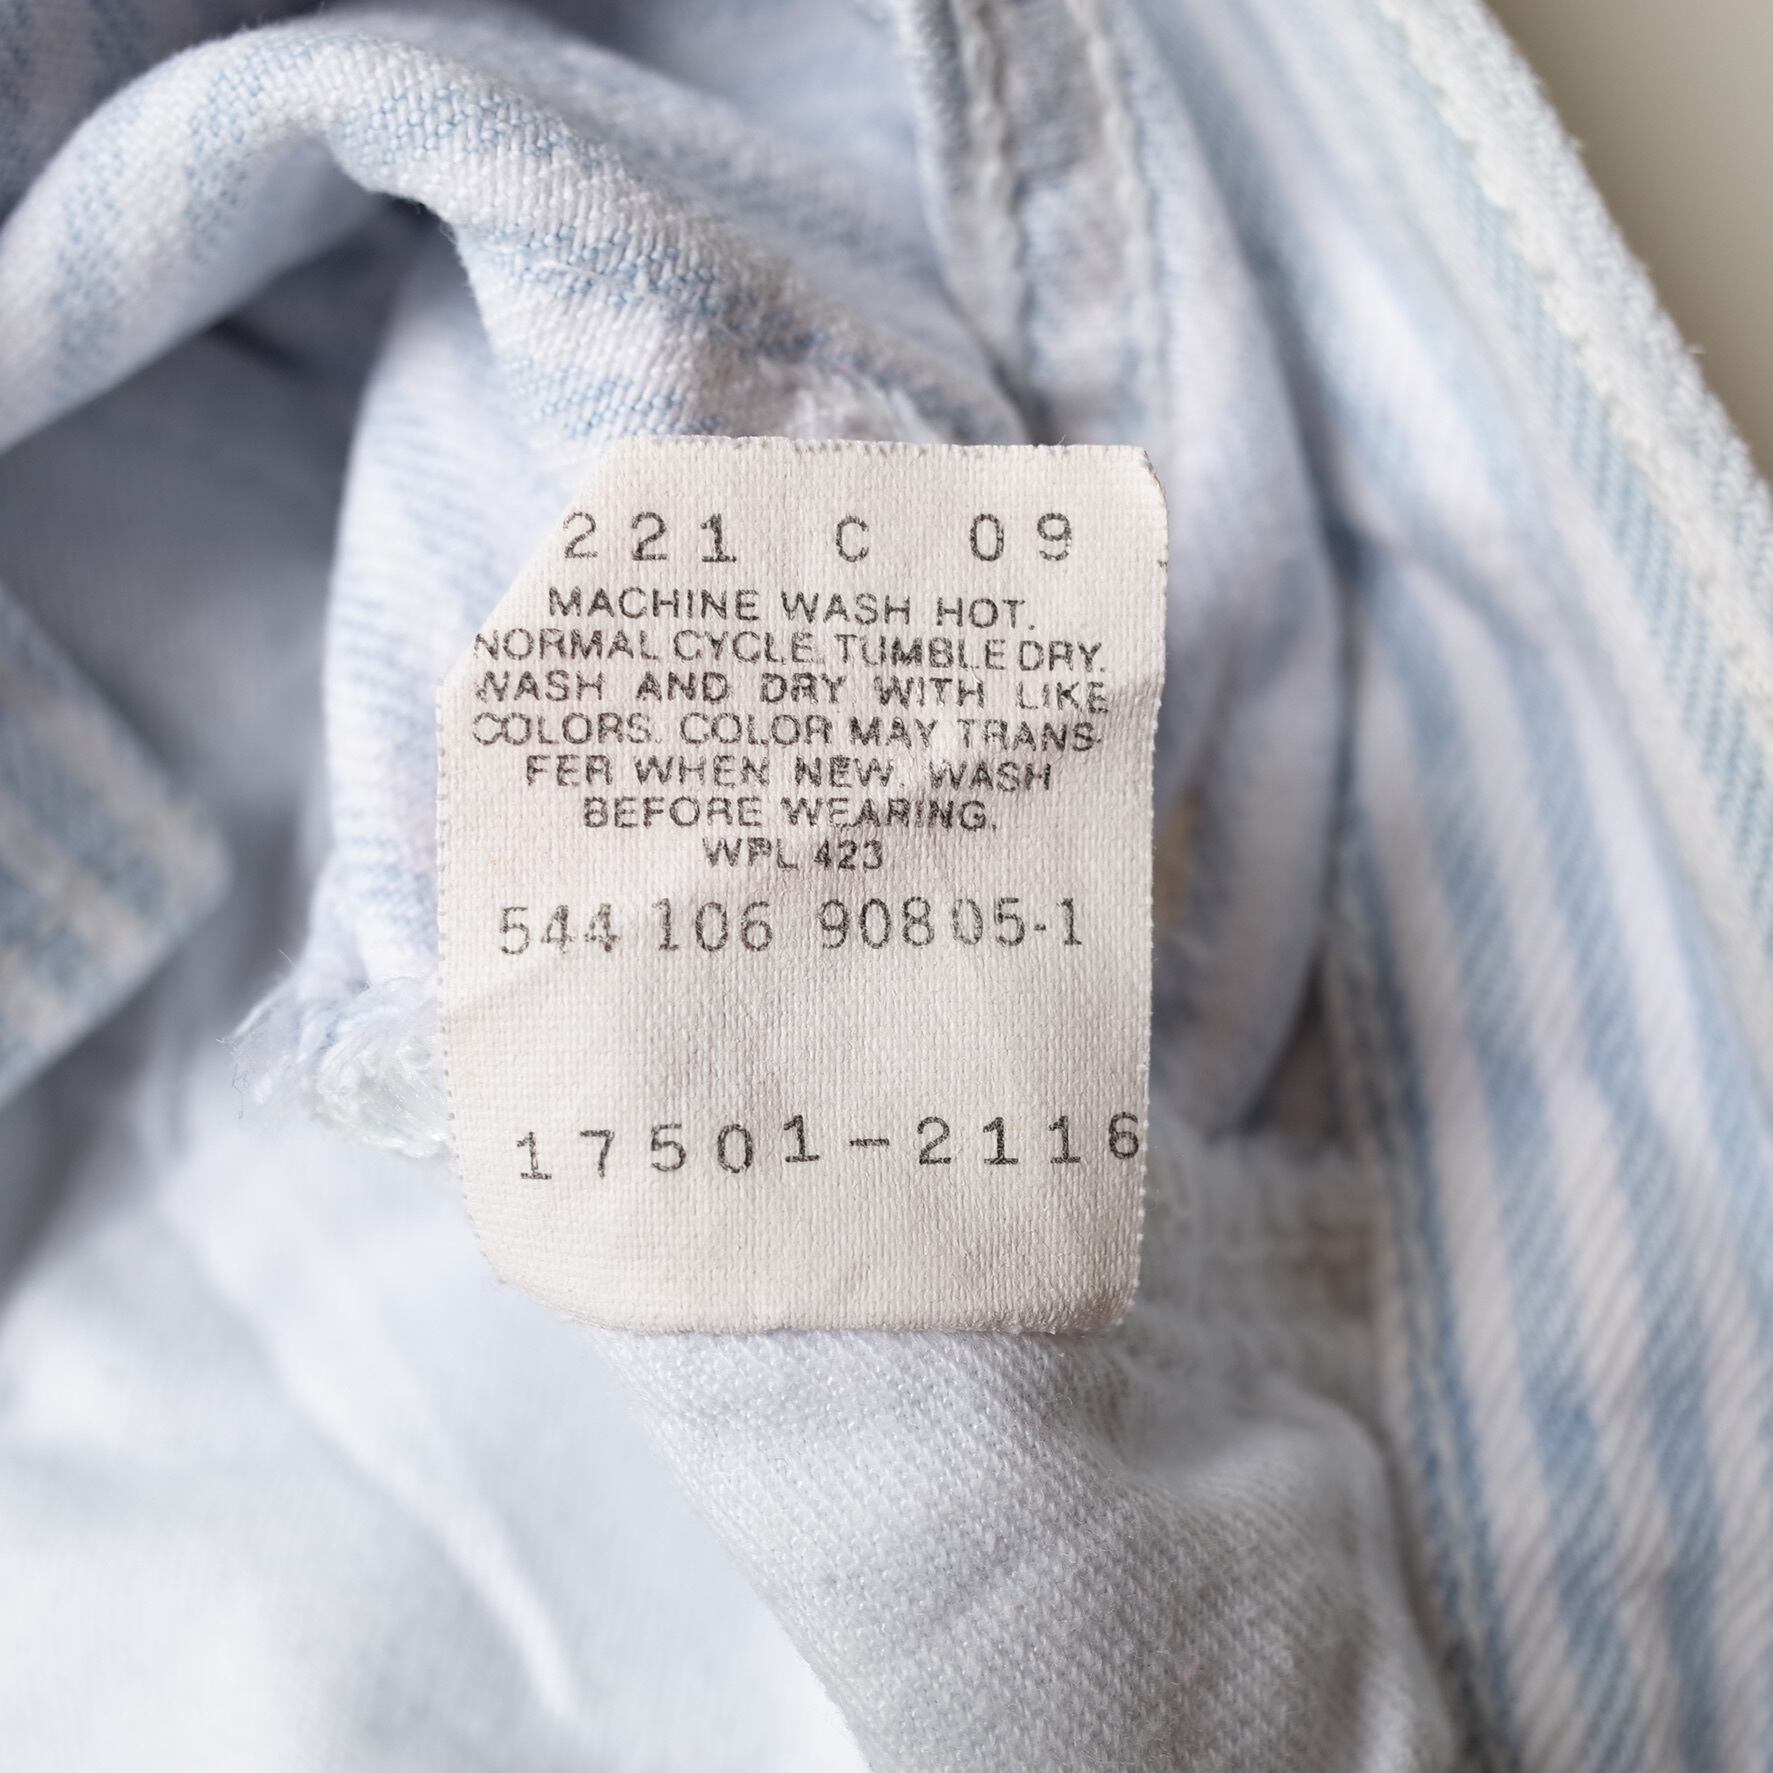 221 C 09
MACHINE WASH HOT.
NORMAL CYCLE. TUMBLE DRY.
WASH AND DRY WITH LIKE
COLORS. COLOR MAY TRANS-
FER WHEN NEW. WASH
BEFORE WEARING.
WPL 423
544 106 90805-1
17501-2116